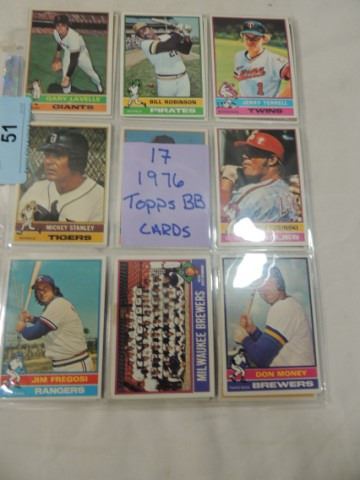 51
GARY LAVELLE
GIANTS
BILL ROBINSON
PIRATES
JERRY TERRELL
TWINS
MICKEY STANLEY
TIGERS
17
1976
Topps BB
CARDS
JIM FREGOSI
RANGERS
MILWAUKEE BREWERS
DON MONEY
BREWERS